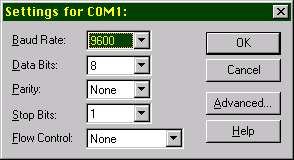 Settings for COM1:
Baud Rate: 9600 OK
Data Bits: 8 Cancel
Parity: None
Advanced...
Stop Bits: 1
Help
Flow Control: None